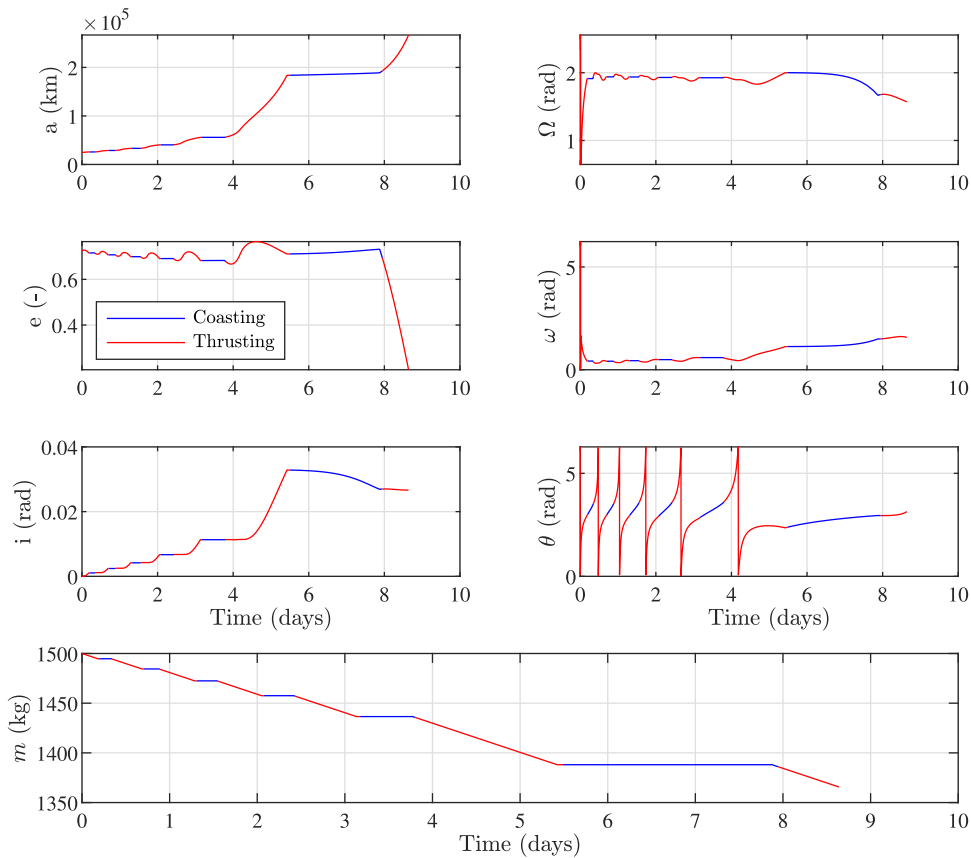 ×10⁵
a (km)
2
1
0
0 2 4 6 8 10
Ω (rad)
2
1
0 2 4 6 8 10
e (-)
0.6
0.4
Coasting
Thrusting
0 2 4 6 8 10
ω (rad)
5
0
0 2 4 6 8 10
i (rad)
0.04
0.02
0
0 2 4 6 8 10
Time (days)
θ (rad)
5
0
0 2 4 6 8 10
Time (days)
m (kg)
1500
1450
1400
1350
0 1 2 3 4 5 6 7 8 9 10
Time (days)